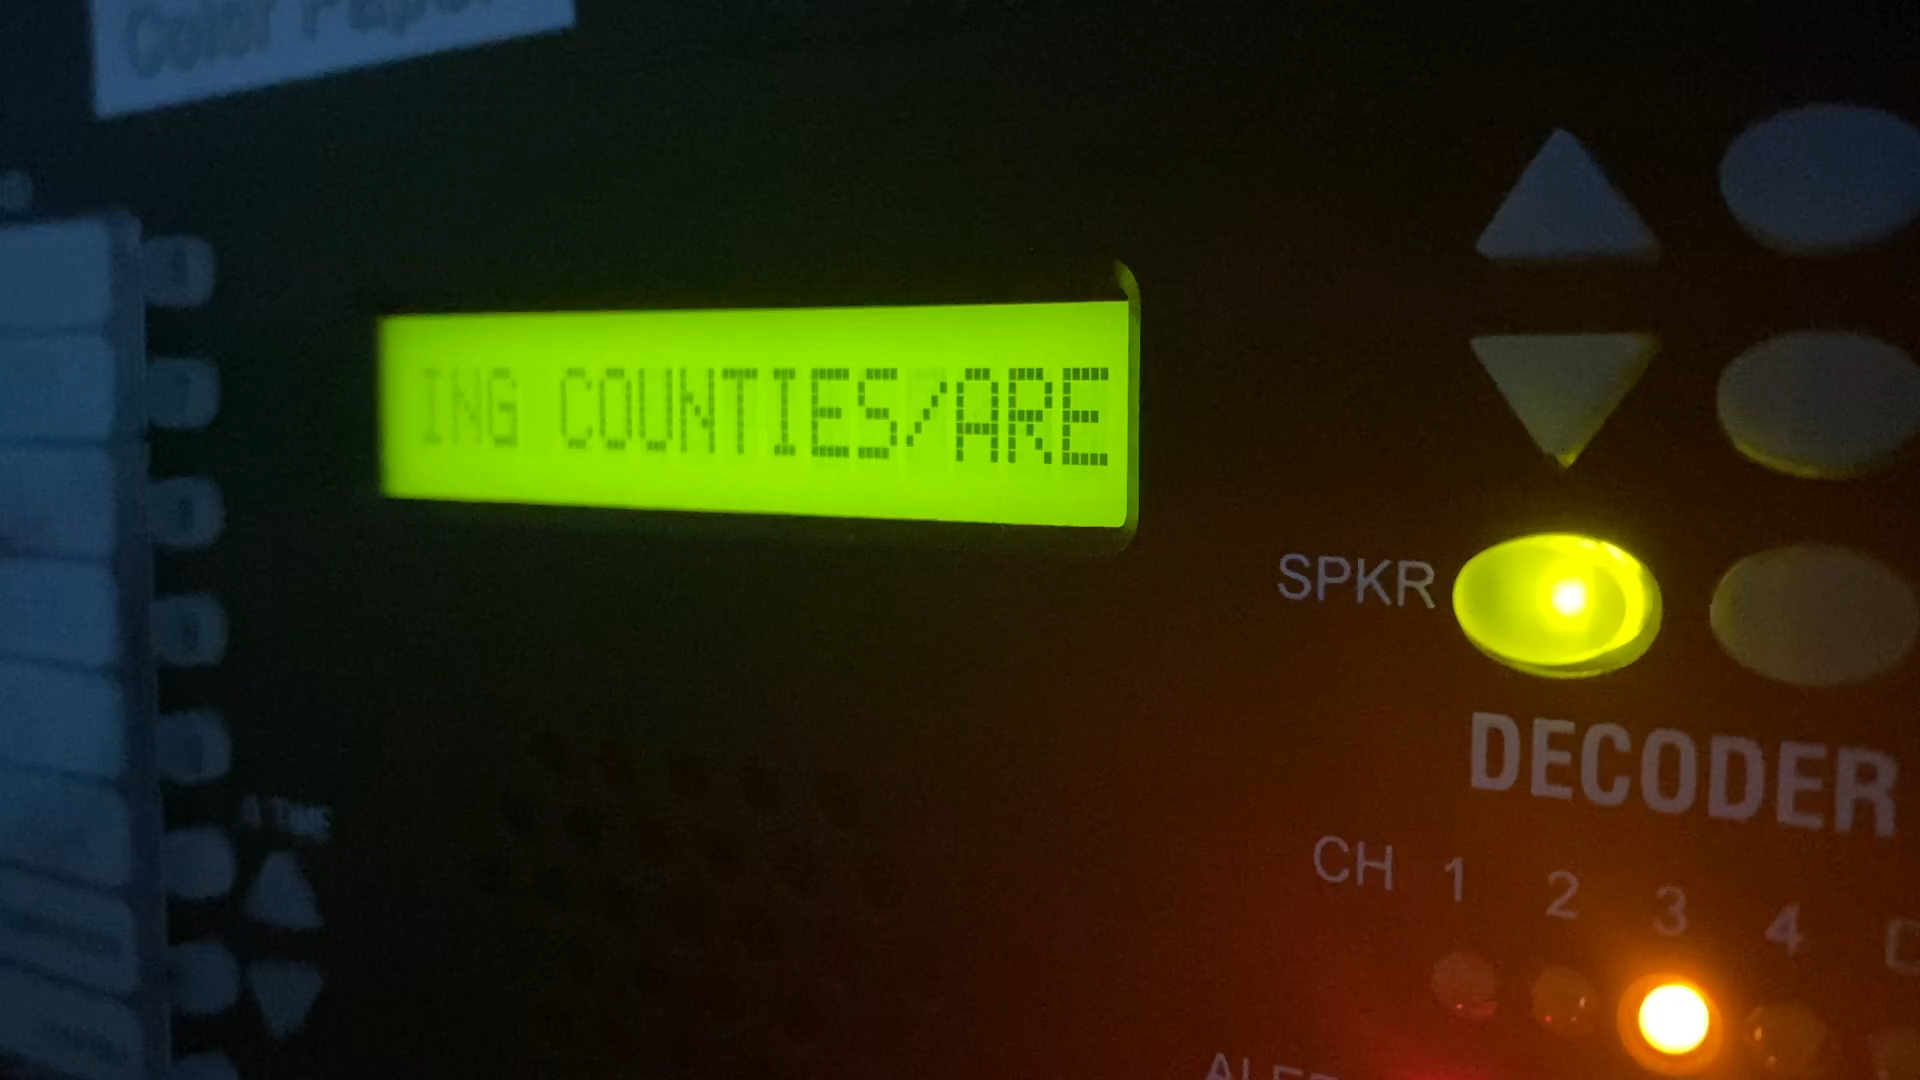 Color Paper
ING COUNTIES/ARE
SPKR
DECODER
CH 1 2 3 4